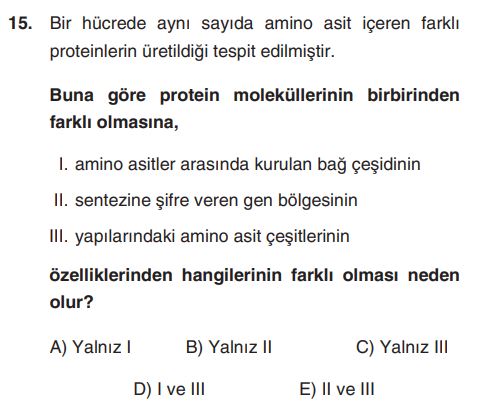 15. Bir hücrede aynı sayıda amino asit içeren farklı
proteinlerin üretildiği tespit edilmiştir.
Buna göre protein moleküllerinin birbirinden
farklı olmasına,
I. amino asitler arasında kurulan bağ çeşidinin
II. sentezine şifre veren gen bölgesinin
III. yapılarındaki amino asit çeşitlerinin
özelliklerinden hangilerinin farklı olması neden
olur?
A) Yalnız I B) Yalnız II C) Yalnız III
D) I ve III E) II ve III